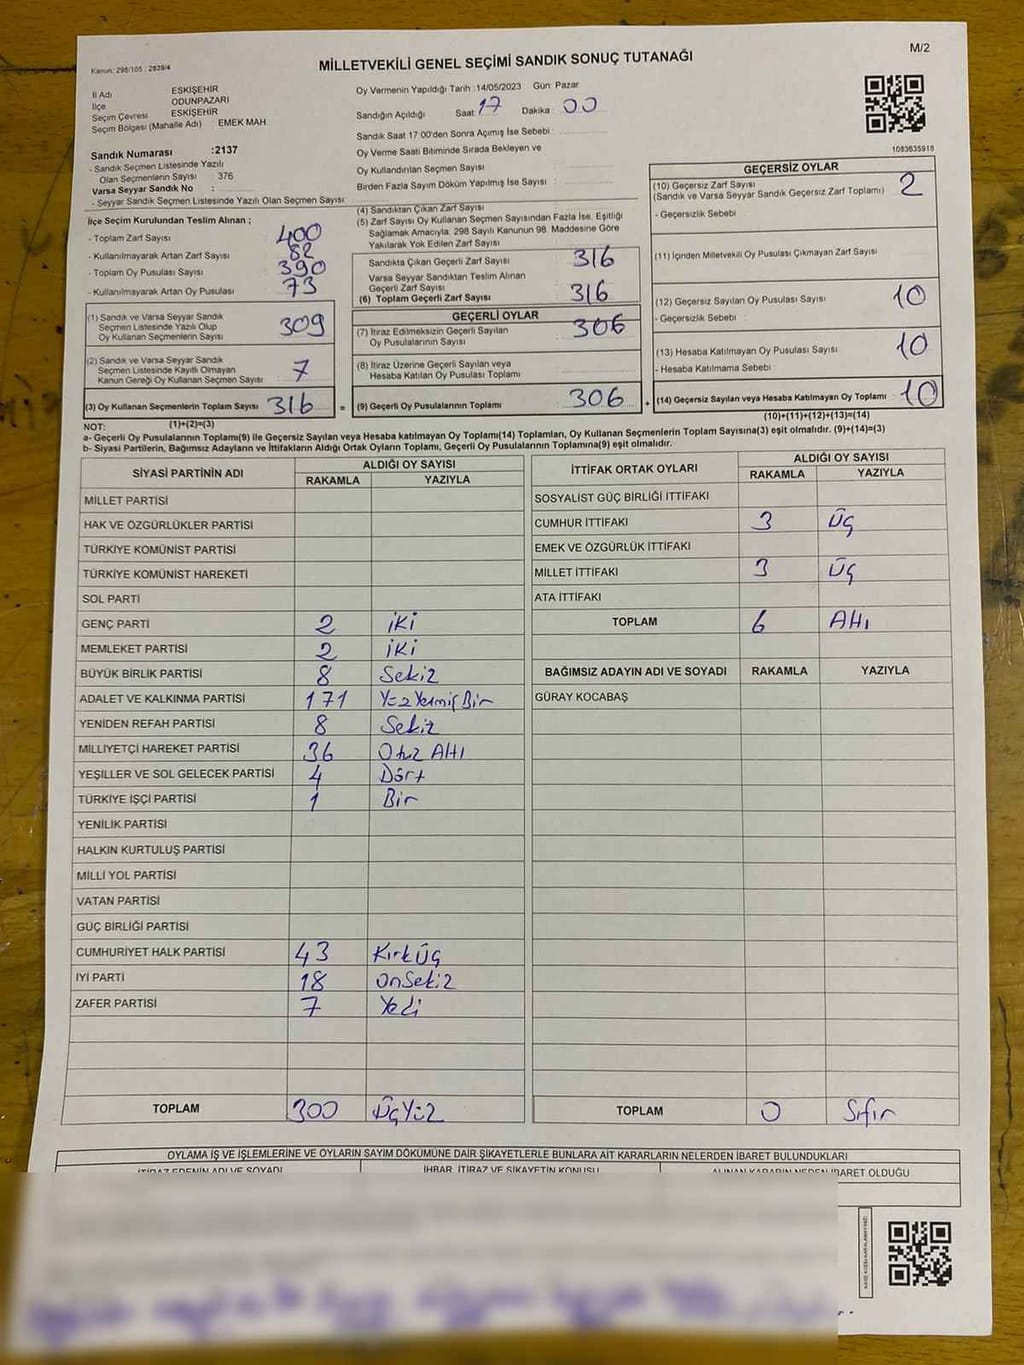 M/2
Kanun: 298/105 : 2839/4
MİLLETVEKİLİ GENEL SEÇİMİ SANDIK SONUÇ TUTANAĞI
İl Adı ESKİŞEHİR
İlçe ODUNPAZARI
Seçim Çevresi ESKİŞEHİR
Seçim Bölgesi (Mahalle Adı) EMEK MAH
Sandık Numarası :2137
- Sandık Seçmen Listesinde Yazılı
Olan Seçmenlerin Sayısı : 376
Varsa Seyyar Sandık No :
- Seyyar Sandık Seçmen Listesinde Yazılı Olan Seçmen Sayısı
Oy Vermenin Yapıldığı Tarih :14/05/2023 Gün :Pazar
Sandığın Açıldığı Saat 17 Dakika 00
Sandık Saat 17:00'den Sonra Açılmış İse Sebebi :
Oy Verme Saati Bitiminde Sırada Bekleyen ve
Oy Kullandırılan Seçmen Sayısı
Birden Fazla Sayım Döküm Yapılmış İse Sayısı :
1083635918
İlçe Seçim Kurulundan Teslim Alınan ;
- Toplam Zarf Sayısı 400
- Kullanılmayarak Artan Zarf Sayısı 82
- Toplam Oy Pusulası Sayısı 390
- Kullanılmayarak Artan Oy Pusulası 73
(1) Sandık ve Varsa Seyyar Sandık
Seçmen Listesinde Yazılı Olup
Oy Kullanan Seçmenlerin Sayısı 309
(2) Sandık ve Varsa Seyyar Sandık
Seçmen Listesinde Kayıtlı Olmayan
Kanun Gereği Oy Kullanan Seçmen Sayısı 7
(3) Oy Kullanan Seçmenlerin Toplam Sayısı 316
(1)+(2)=(3)
(4) Sandıktan Çıkan Zarf Sayısı
(5) Zarf Sayısı Oy Kullanan Seçmen Sayısından Fazla İse, Eşitliği
Sağlamak Amacıyla, 298 Sayılı Kanunun 98. Maddesine Göre
Yakılarak Yok Edilen Zarf Sayısı
Sandıkta Çıkan Geçerli Zarf Sayısı 316
Varsa Seyyar Sandıktan Teslim Alınan
Geçerli Zarf Sayısı
(6) Toplam Geçerli Zarf Sayısı 316
GEÇERLİ OYLAR
(7) İtiraz Edilmeksizin Geçerli Sayılan
Oy Pusulalarının Sayısı 306
(8) İtiraz Üzerine Geçerli Sayılan veya
Hesaba Katılan Oy Pusulası Toplamı
= (9) Geçerli Oy Pusulalarının Toplamı 306
GEÇERSİZ OYLAR
(10) Geçersiz Zarf Sayısı
(Sandık ve Varsa Seyyar Sandık Geçersiz Zarf Toplamı) 2
- Geçersizlik Sebebi
(11) İçinden Milletvekili Oy Pusulası Çıkmayan Zarf Sayısı
(12) Geçersiz Sayılan Oy Pusulası Sayısı 10
- Geçersizlik Sebebi :
(13) Hesaba Katılmayan Oy Pusulası Sayısı 10
- Hesaba Katılmama Sebebi :
+ (14) Geçersiz Sayılan veya Hesaba Katılmayan Oy Toplamı 10
(10)+(11)+(12)+(13)=(14)
NOT:
a- Geçerli Oy Pusulalarının Toplamı(9) ile Geçersiz Sayılan veya Hesaba katılmayan Oy Toplamı(14) Toplamları, Oy Kullanan Seçmenlerin Toplam Sayısına(3) eşit olmalıdır. (9)+(14)=(3)
b- Siyasi Partilerin, Bağımsız Adayların ve İttifakların Aldığı Ortak Oyların Toplamı, Geçerli Oy Pusulalarının Toplamına(9) eşit olmalıdır.
SİYASİ PARTİNİN ADI ALDIĞI OY SAYISI
RAKAMLA YAZIYLA
MİLLET PARTİSİ
HAK VE ÖZGÜRLÜKLER PARTİSİ
TÜRKİYE KOMÜNİST PARTİSİ
TÜRKİYE KOMÜNİST HAREKETİ
SOL PARTİ
GENÇ PARTİ 2 iki
MEMLEKET PARTİSİ 2 iki
BÜYÜK BİRLİK PARTİSİ 8 Sekiz
ADALET VE KALKINMA PARTİSİ 171 Yüz Yetmiş Bir
YENİDEN REFAH PARTİSİ 8 Sekiz
MİLLİYETÇİ HAREKET PARTİSİ 36 Otuz Altı
YEŞİLLER VE SOL GELECEK PARTİSİ 4 Dört
TÜRKİYE İŞÇİ PARTİSİ 1 Bir
YENİLİK PARTİSİ
HALKIN KURTULUŞ PARTİSİ
MİLLİ YOL PARTİSİ
VATAN PARTİSİ
GÜÇ BİRLİĞİ PARTİSİ
CUMHURİYET HALK PARTİSİ 43 Kırk Üç
İYİ PARTİ 18 onSekiz
ZAFER PARTİSİ 7 Yedi
TOPLAM 300 Üç Yüz
İTTİFAK ORTAK OYLARI ALDIĞI OY SAYISI
RAKAMLA YAZIYLA
SOSYALİST GÜÇ BİRLİĞİ İTTİFAKI
CUMHUR İTTİFAKI 3 Üç
EMEK VE ÖZGÜRLÜK İTTİFAKI
MİLLET İTTİFAKI 3 Üç
ATA İTTİFAKI
TOPLAM 6 Altı
BAĞIMSIZ ADAYIN ADI VE SOYADI RAKAMLA YAZIYLA
GÜRAY KOCABAŞ
TOPLAM 0 Sıfır
OYLAMA İŞ VE İŞLEMLERİNE VE OYLARIN SAYIM DÖKÜMÜNE DAİR ŞİKAYETLERLE BUNLARA AİT KARARLARIN NELERDEN İBARET BULUNDUKLARI
İTİRAZ EDENİN ADI VE SOYADI İHBAR, İTİRAZ VE ŞİKAYETİN KONUSU ALINAN KARARIN NEDEN İBARET OLDUĞU